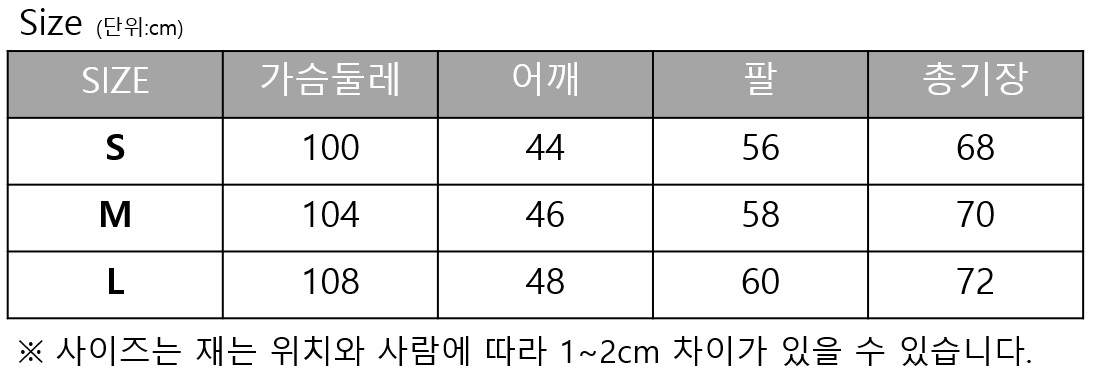 Size (단위:cm)
SIZE 가슴둘레 어깨 팔 총기장
S 100 44 56 68
M 104 46 58 70
L 108 48 60 72
※ 사이즈는 재는 위치와 사람에 따라 1~2cm 차이가 있을 수 있습니다.